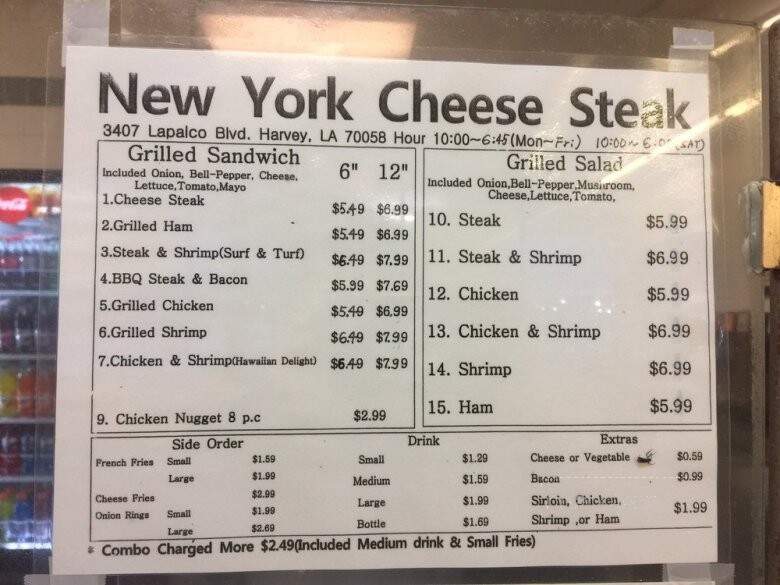 New York Cheese Steak
3407 Lapalco Blvd. Harvey, LA 70058 Hour 10:00~6:45 (Mon~Fri) 10:00~ (SAT)
Grilled Sandwich 6" 12"
Included Onion, Bell-Pepper, Cheese,
Lettuce,Tomato,Mayo
1.Cheese Steak $5.49 $6.99
2.Grilled Ham $5.49 $6.99
3.Steak & Shrimp(Surf & Turf) $6.49 $7.99
4.BBQ Steak & Bacon $5.99 $7.69
5.Grilled Chicken $5.49 $6.99
6.Grilled Shrimp $6.49 $7.99
7.Chicken & Shrimp(Hawaiian Delight) $6.49 $7.99
9. Chicken Nugget 8 p.c $2.99
Grilled Salad
Included Onion,Bell-Pepper,Mushroom,
Cheese,Lettuce,Tomato,
10. Steak $5.99
11. Steak & Shrimp $6.99
12. Chicken $5.99
13. Chicken & Shrimp $6.99
14. Shrimp $6.99
15. Ham $5.99
Side Order
French Fries Small $1.59
Large $1.99
Cheese Fries $2.99
Onion Rings Small $1.99
Large $2.69
Drink
Small $1.29
Medium $1.59
Large $1.99
Bottle $1.69
Extras
Cheese or Vegetable $0.59
Bacon $0.99
Sirloin, Chicken,
Shrimp ,or Ham $1.99
* Combo Charged More $2.49(Included Medium drink & Small Fries)